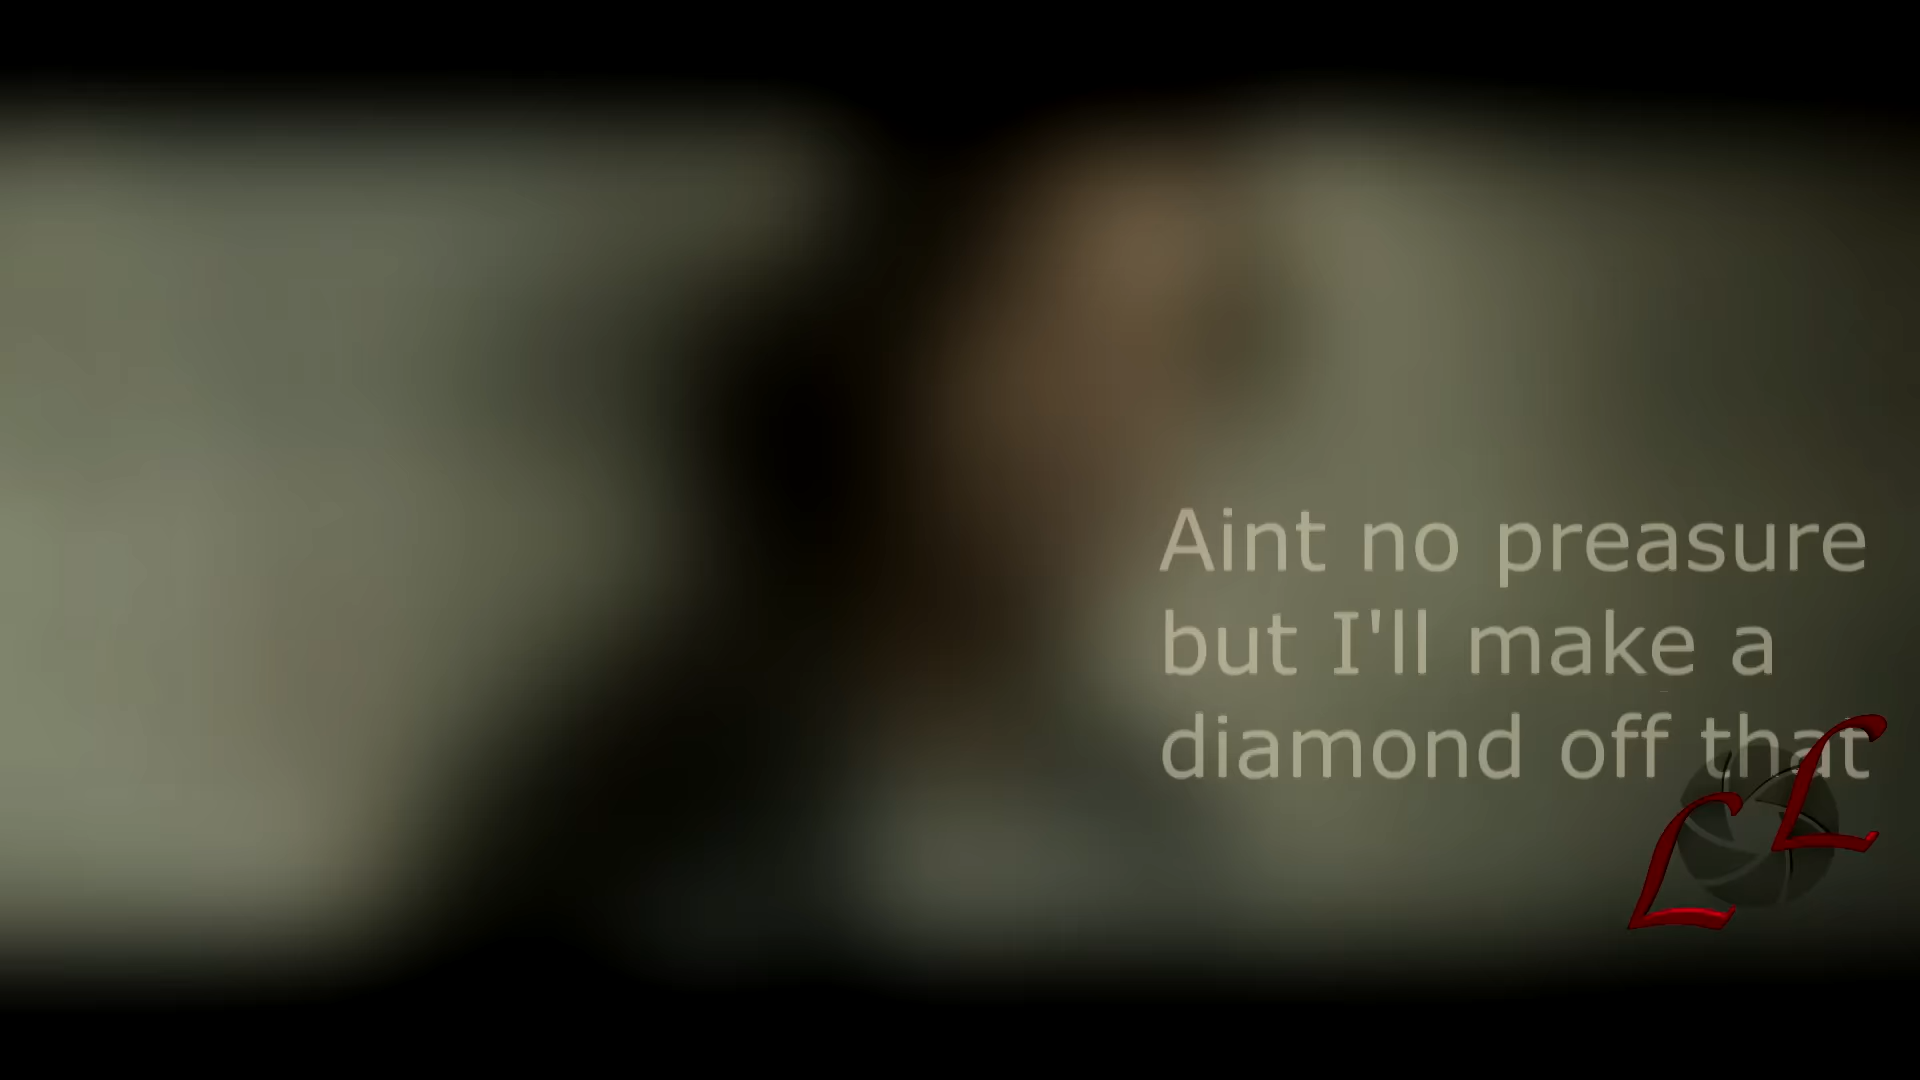 Aint no preasure
but I'll make a
diamond off that
L L